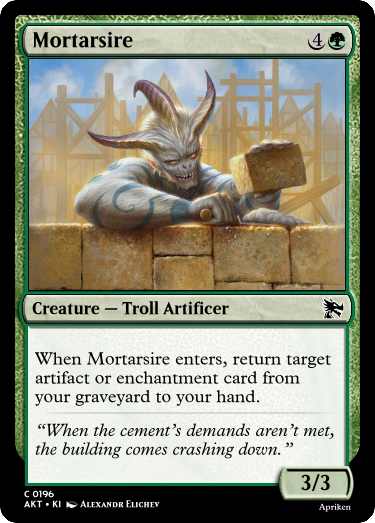 Mortarsire 4
Creature — Troll Artificer
When Mortarsire enters, return target
artifact or enchantment card from
your graveyard to your hand.
“When the cement’s demands aren’t met,
the building comes crashing down.”
3/3
C 0196
AKT • KI Alexandr Elichev
Apriken